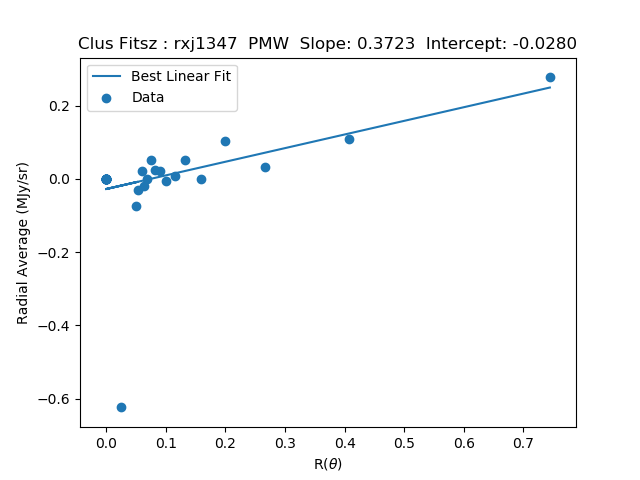 Clus Fitsz : rxj1347  PMW  Slope: 0.3723  Intercept: -0.0280
Best Linear Fit
Data
Radial Average (MJy/sr)
0.2
0.0
−0.2
−0.4
−0.6
0.0 0.1 0.2 0.3 0.4 0.5 0.6 0.7
R(θ)